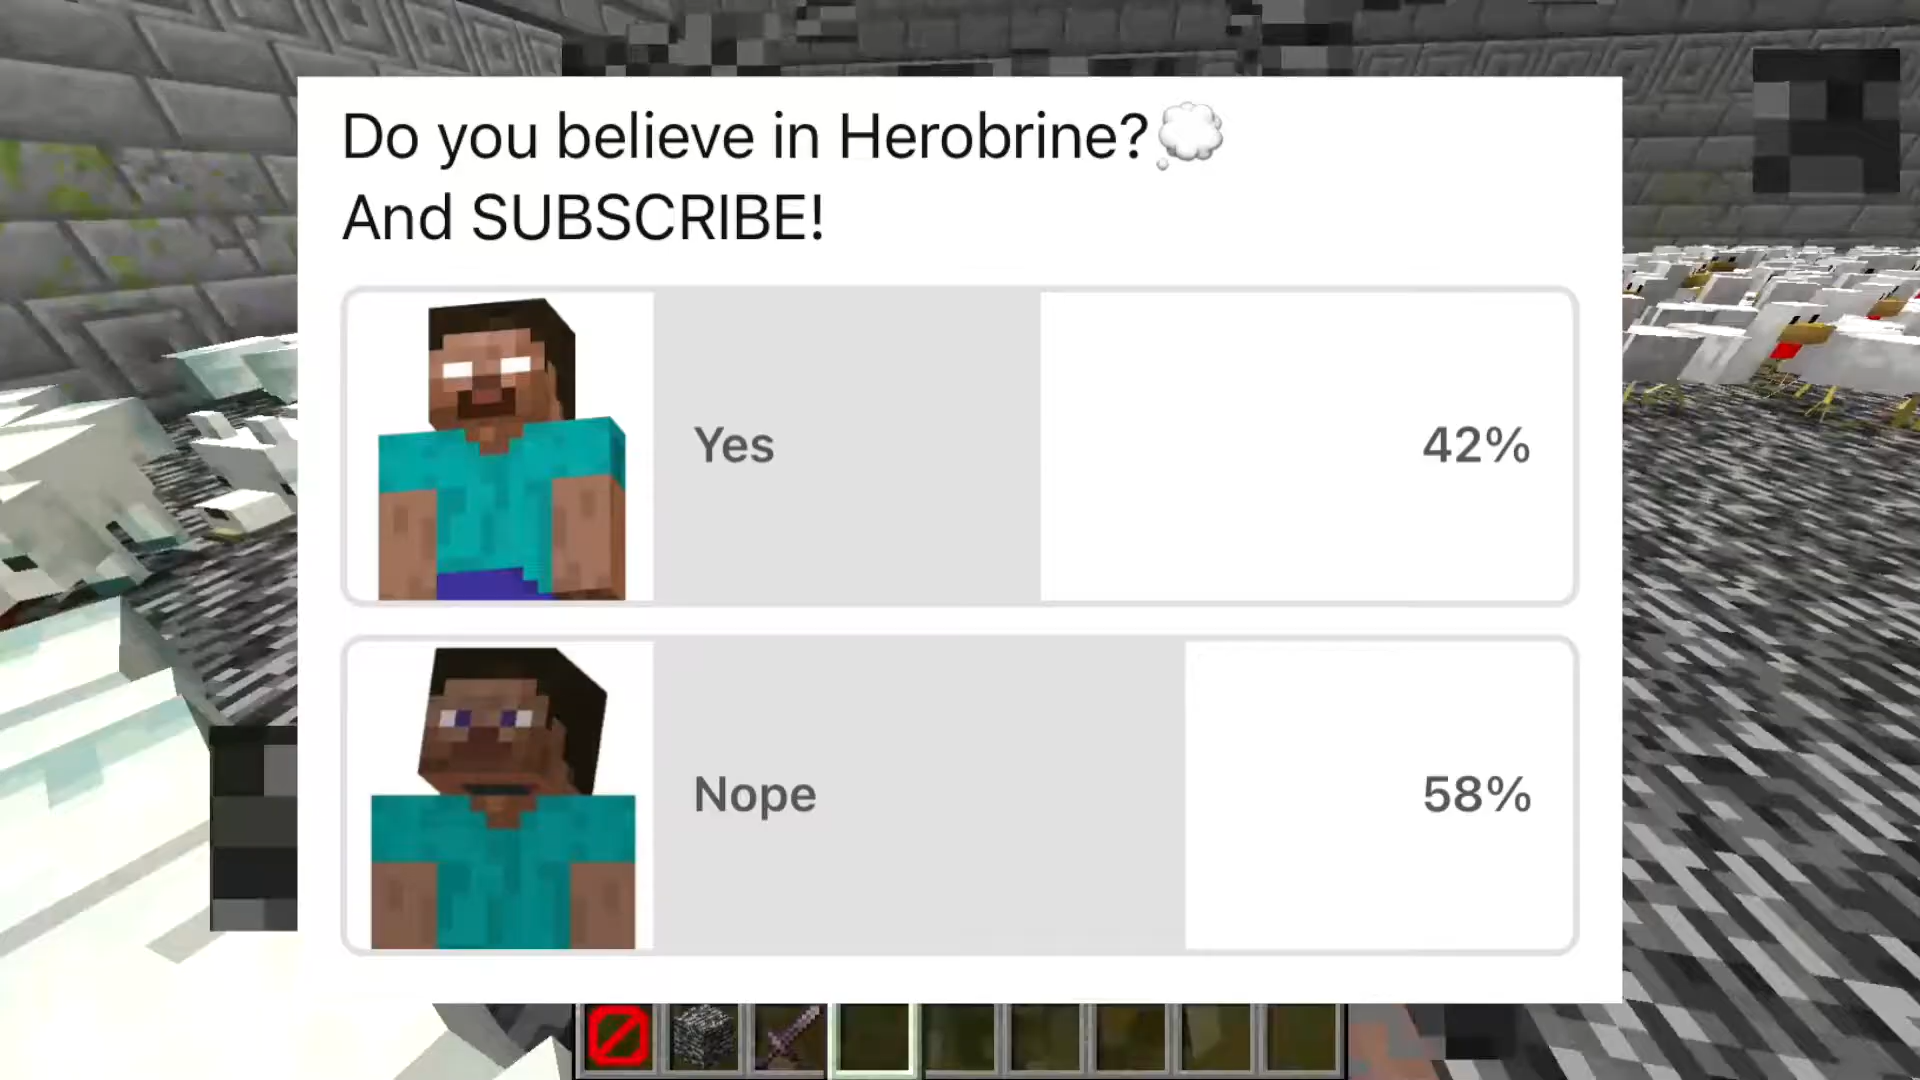 Do you believe in Herobrine?💭
And SUBSCRIBE!
Yes 42%
Nope 58%